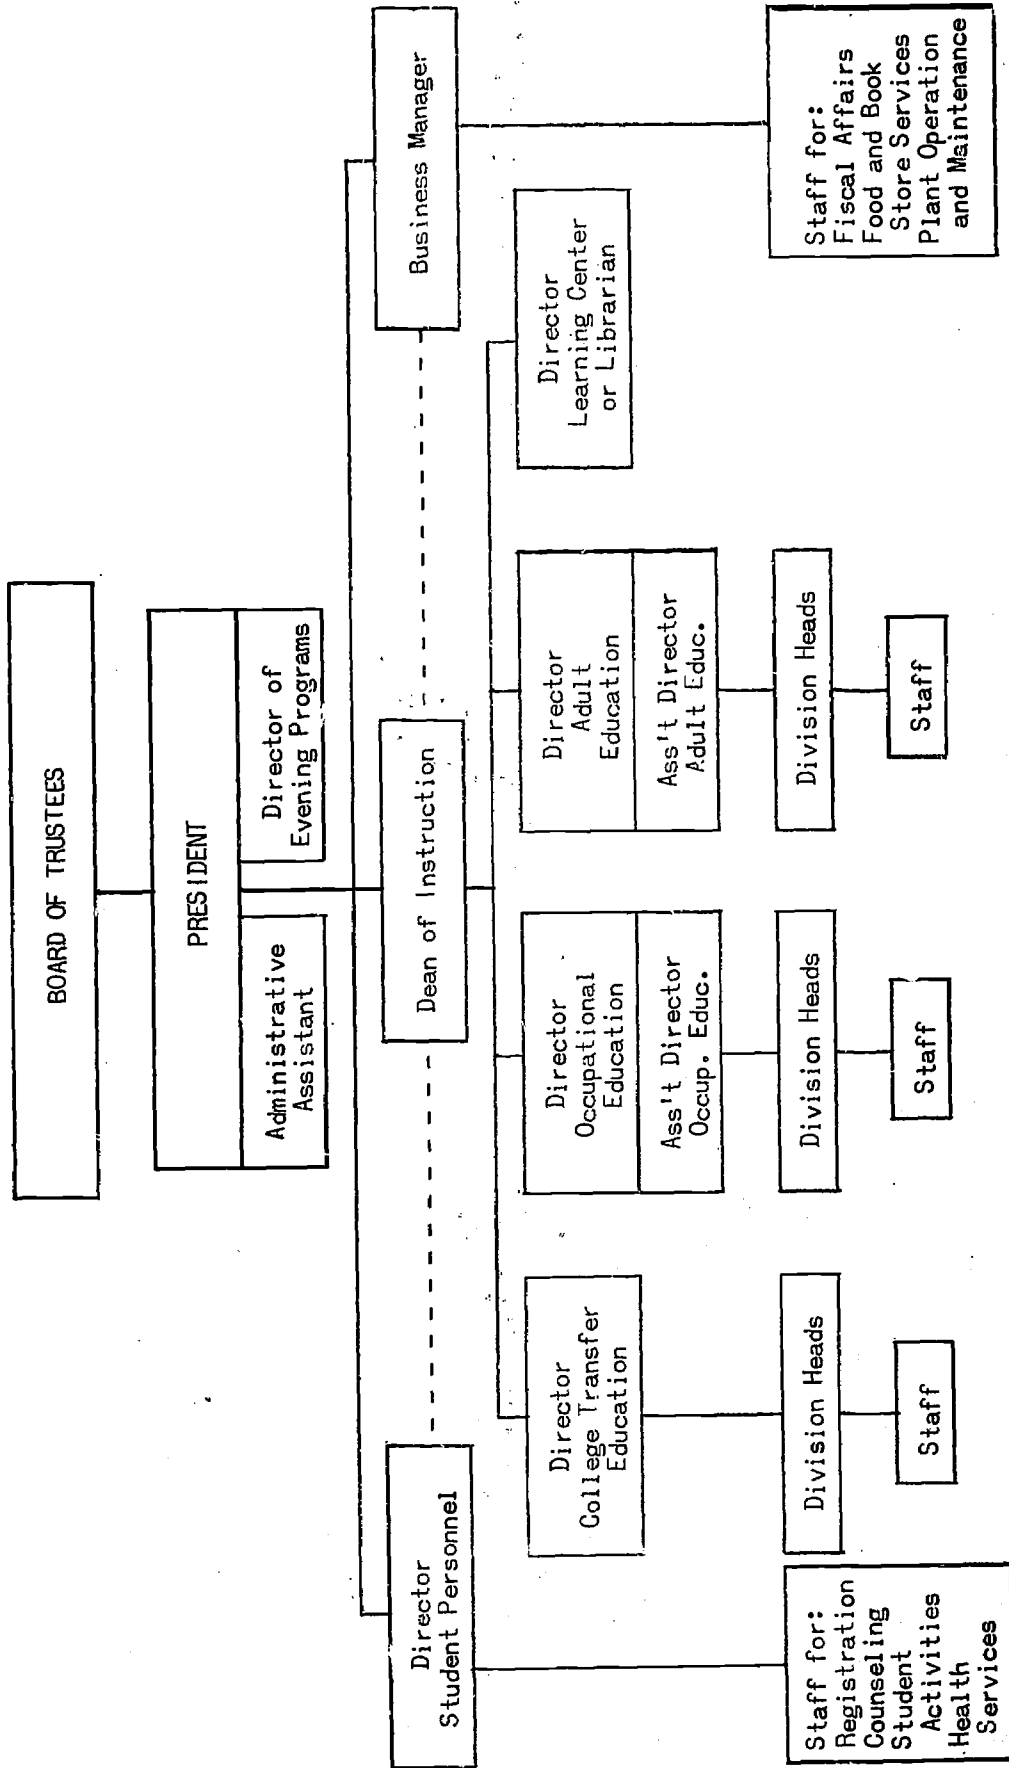 BOARD OF TRUSTEES
PRESIDENT
Administrative
Assistant
Director of
Evening Programs
Director
Student Personnel
Dean of Instruction
Business Manager
Director
College Transfer
Education
Director
Occupational
Education
Ass't Director
Occup. Educ.
Director
Adult
Education
Ass't Director
Adult Educ.
Director
Learning Center
or Librarian
Staff for:
Registration
Counseling
Student
Activities
Health
Services
Division Heads
Division Heads
Division Heads
Staff for:
Fiscal Affairs
Food and Book
Store Services
Plant Operation
and Maintenance
Staff
Staff
Staff